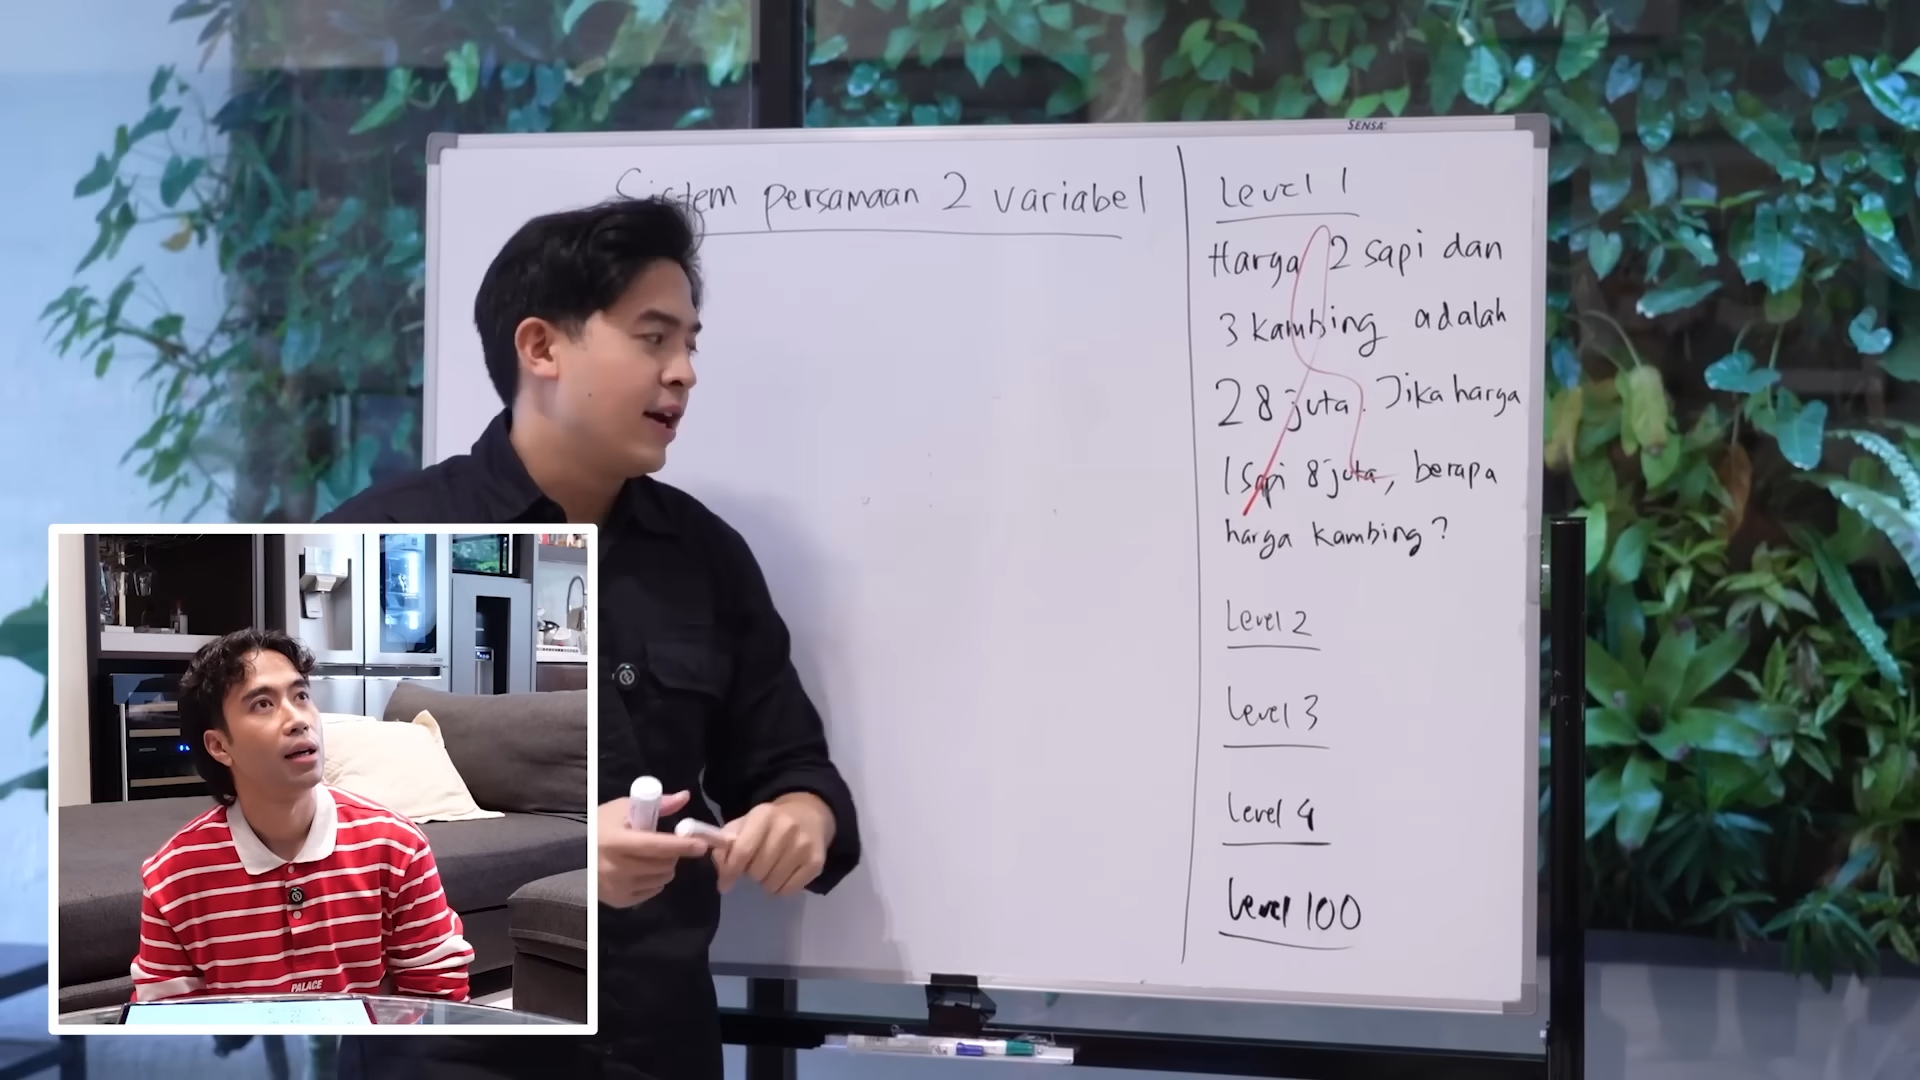 SENSA
Sistem persamaan 2 variabel
Level 1
Harga 2 sapi dan
3 kambing adalah
28 juta. Jika harga
1 Sapi 8 juta, berapa
harga kambing?
Level 2
Level 3
Level 4
Level 100
PALACE